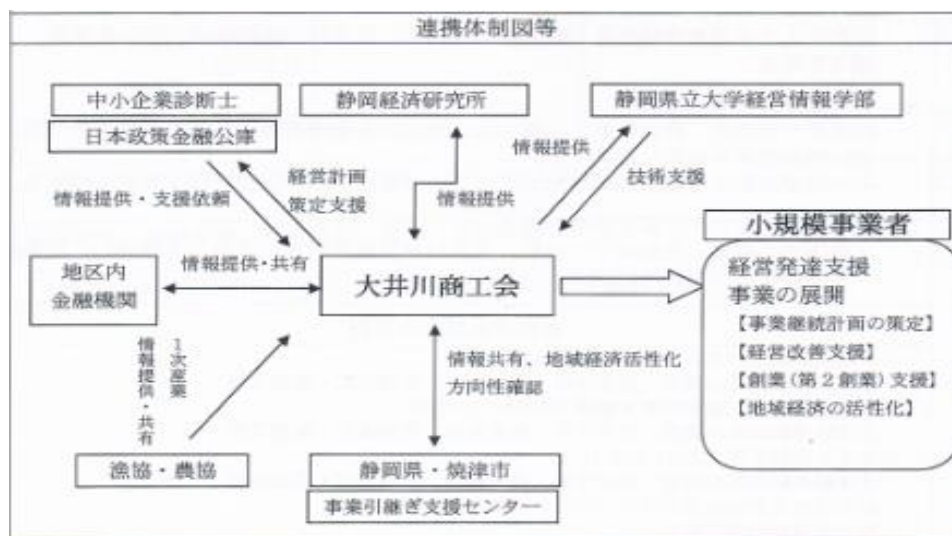 連携体制図等
中小企業診断士
日本政策金融公庫
静岡経済研究所
静岡県立大学経営情報学部
情報提供・支援依頼
経営計画
策定支援
情報提供
情報提供
技術支援
地区内
金融機関
情報提供・共有
大井川商工会
小規模事業者
経営発達支援
事業の展開
【事業継続計画の策定】
【経営改善支援】
【創業(第2創業)支援】
【地域経済の活性化】
1次産業
情報提供・共有
情報共有、地域経済活性化
方向性確認
漁協・農協
静岡県・焼津市
事業引継ぎ支援センター